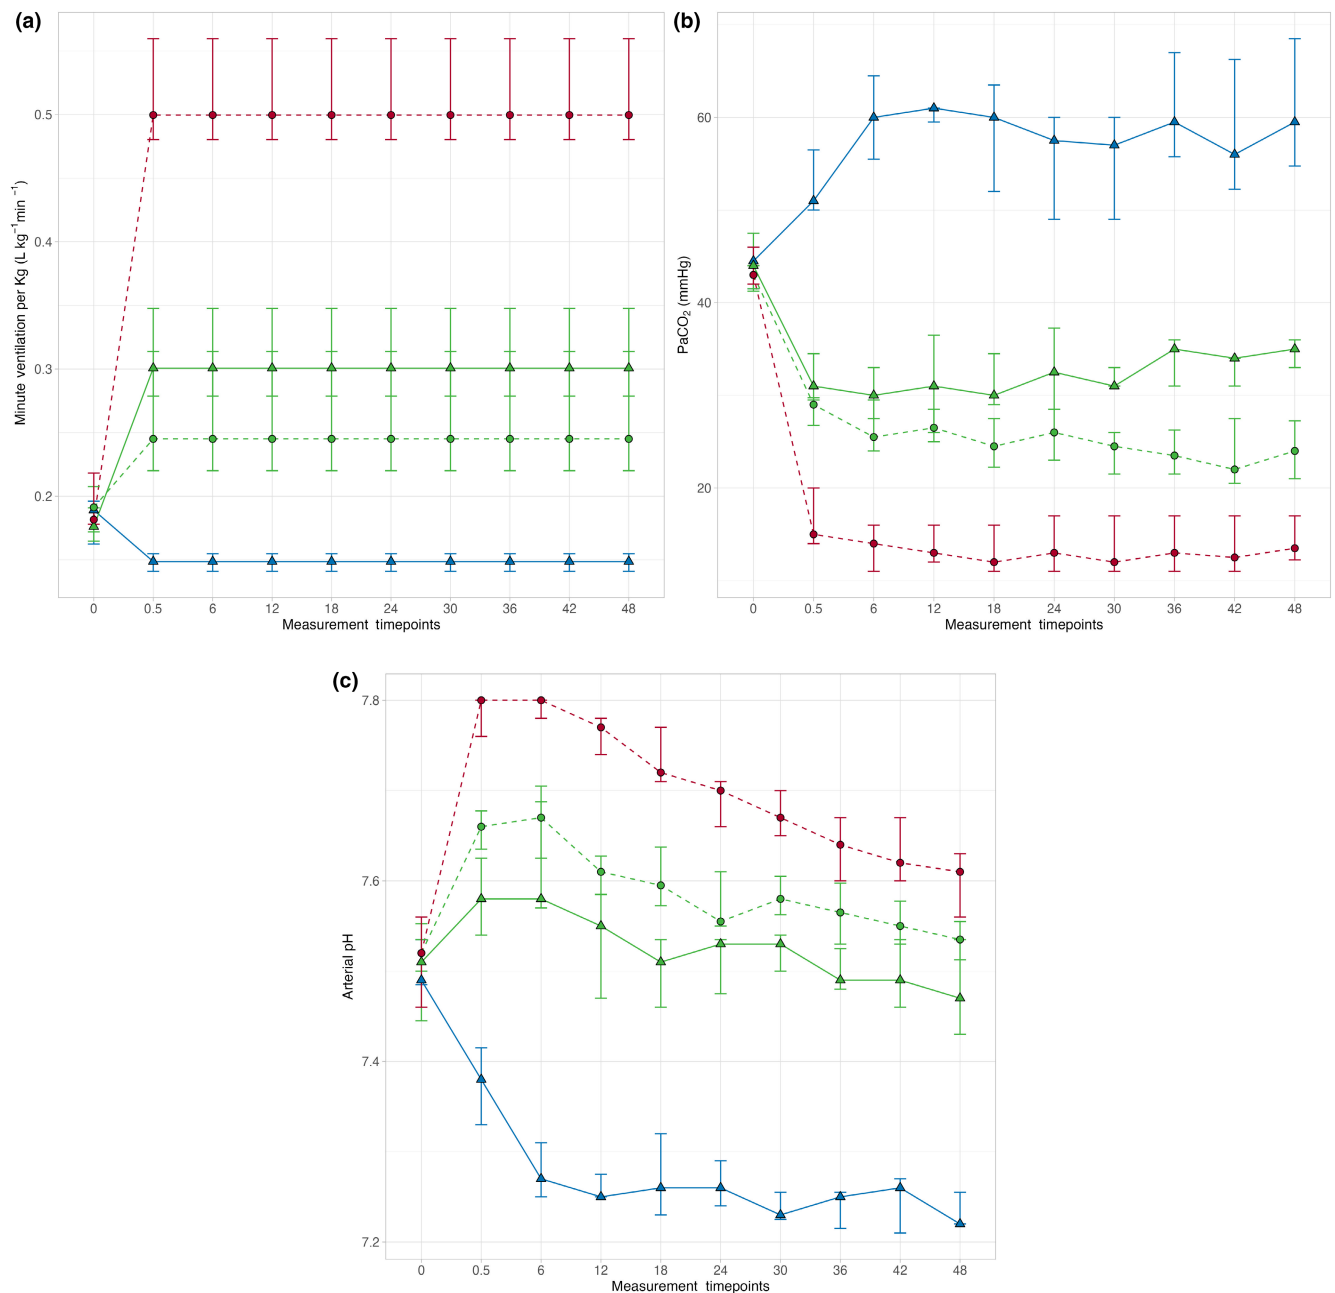 (a)
Minute ventilation per Kg (L kg⁻¹min ⁻¹)
0.5
0.4
0.3
0.2
0 0.5 6 12 18 24 30 36 42 48
Measurement timepoints
(b)
PaCO₂ (mmHg)
60
40
20
0 0.5 6 12 18 24 30 36 42 48
Measurement timepoints
(c)
Arterial pH
7.8
7.6
7.4
7.2
0 0.5 6 12 18 24 30 36 42 48
Measurement timepoints